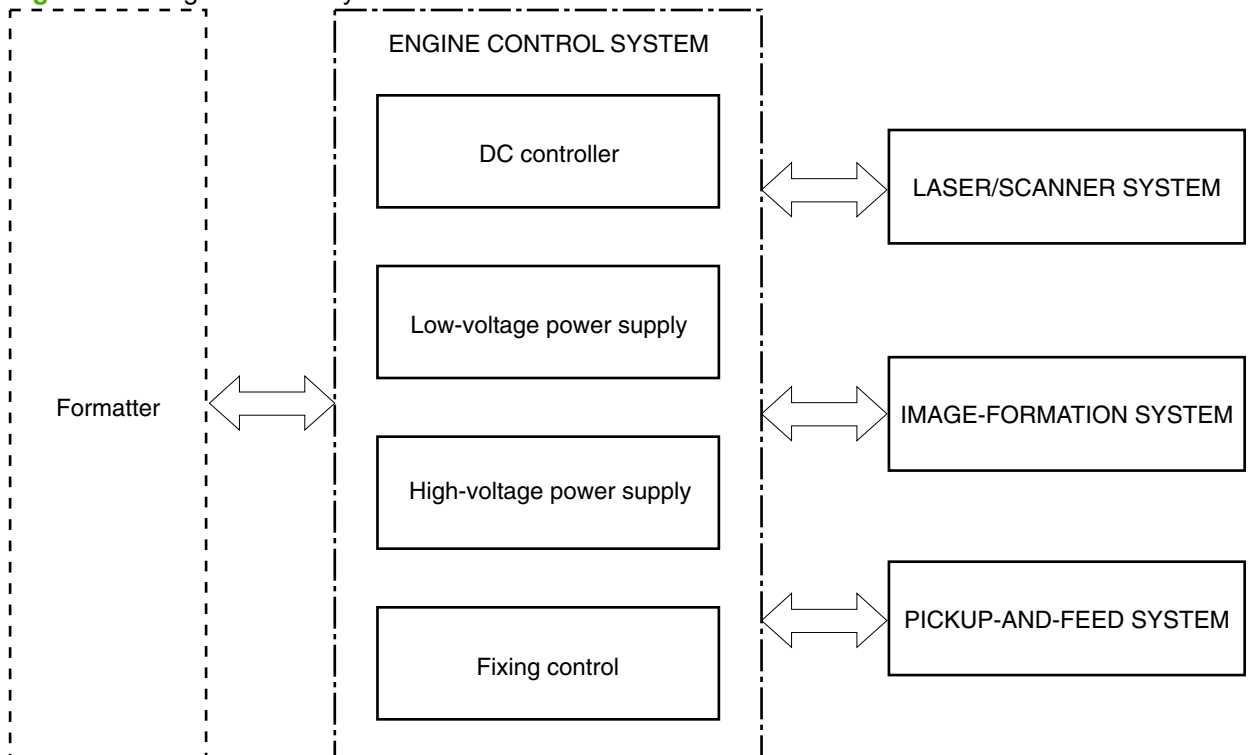 ENGINE CONTROL SYSTEM
DC controller
LASER/SCANNER SYSTEM
Low-voltage power supply
Formatter
IMAGE-FORMATION SYSTEM
High-voltage power supply
PICKUP-AND-FEED SYSTEM
Fixing control